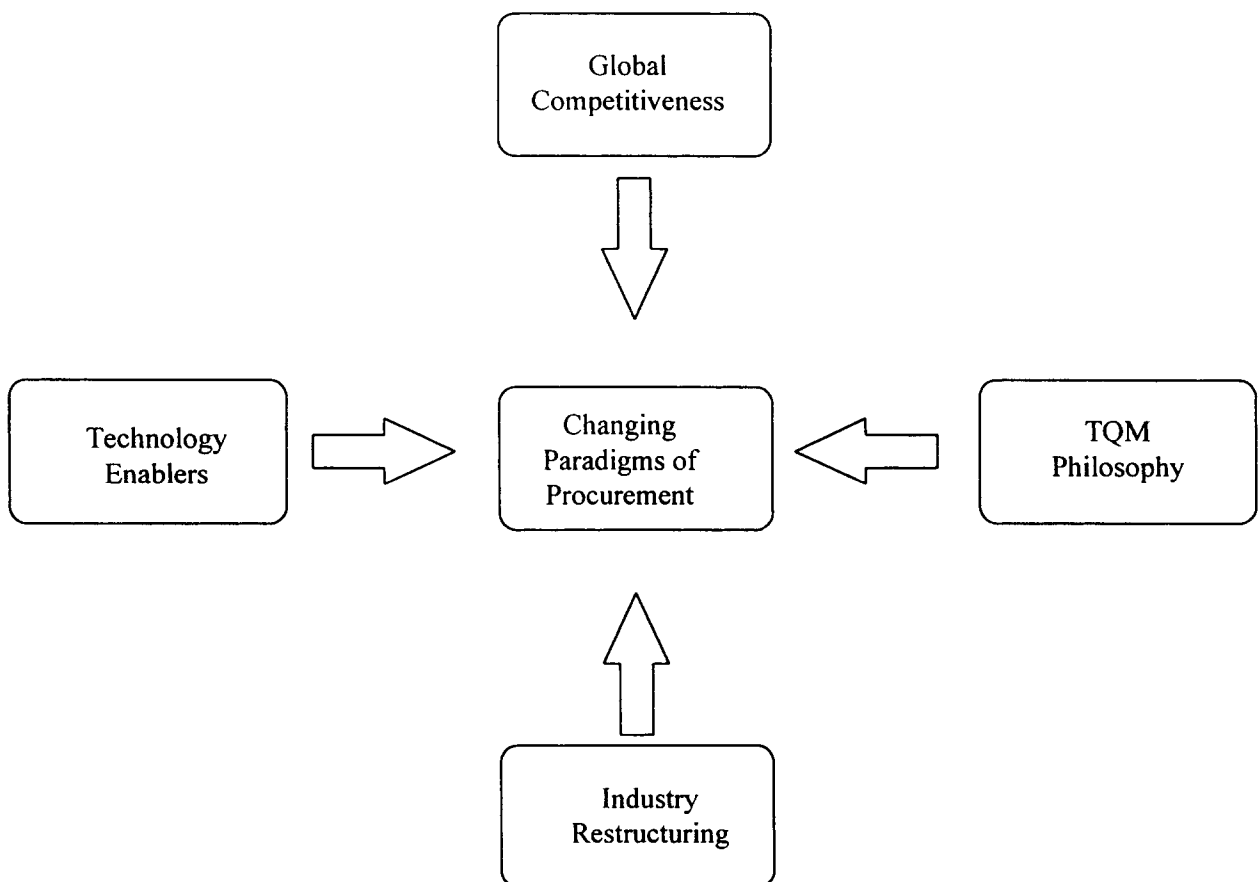 Global
Competitiveness
Technology
Enablers
Changing
Paradigms of
Procurement
TQM
Philosophy
Industry
Restructuring